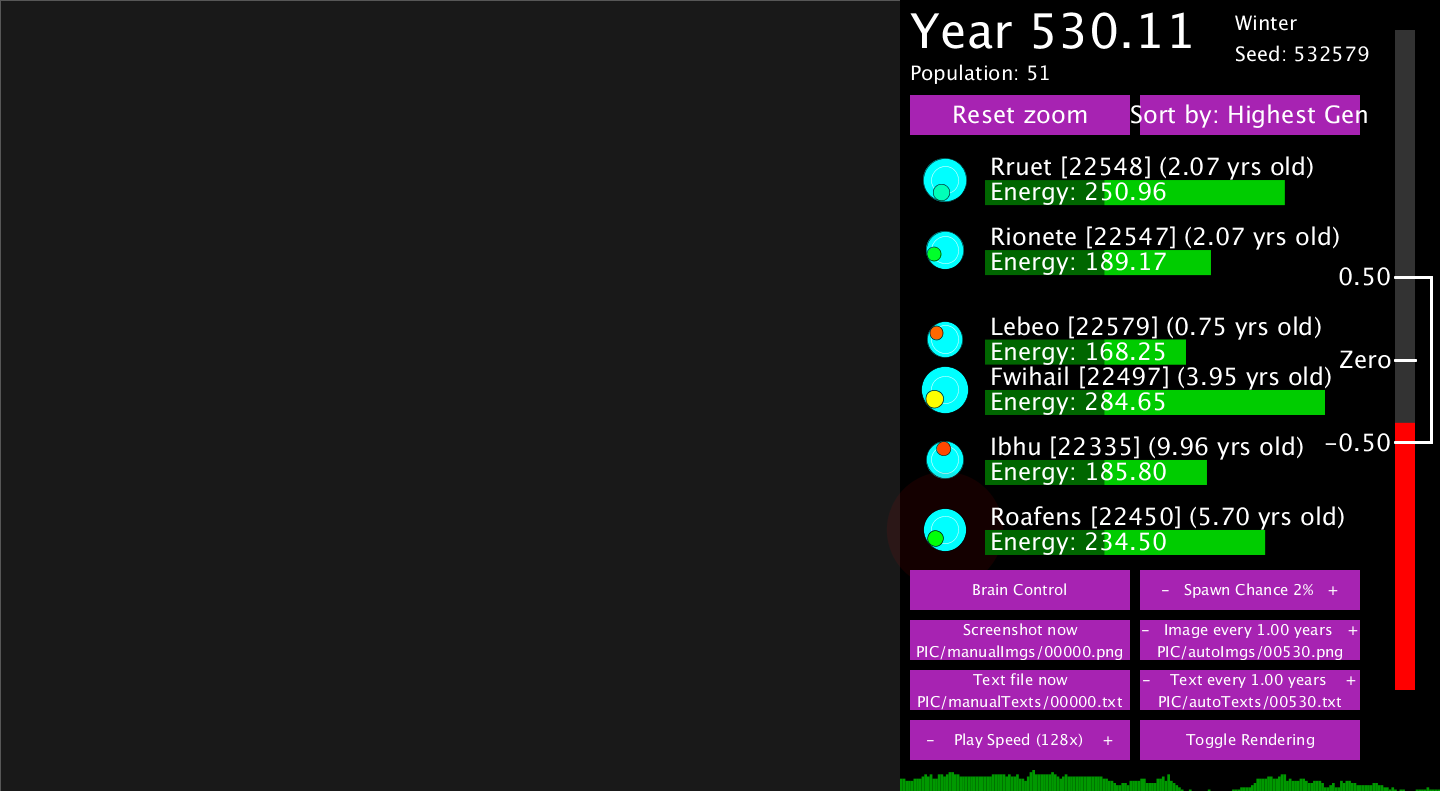 Year 530.11
Winter
Seed: 532579
Population: 51
Reset zoom
Sort by: Highest Gen
Rruet [22548] (2.07 yrs old)
Energy: 250.96
Rionete [22547] (2.07 yrs old)
Energy: 189.17
0.50
Lebeo [22579] (0.75 yrs old)
Energy: 168.25
Zero
Fwihail [22497] (3.95 yrs old)
Energy: 284.65
Ibhu [22335] (9.96 yrs old)
-0.50
Energy: 185.80
Roafens [22450] (5.70 yrs old)
Energy: 234.50
Brain Control
- Spawn Chance 2% +
Screenshot now
PIC/manualImgs/00000.png
- Image every 1.00 years +
PIC/autoImgs/00530.png
Text file now
PIC/manualTexts/00000.txt
- Text every 1.00 years +
PIC/autoTexts/00530.txt
- Play Speed (128x) +
Toggle Rendering